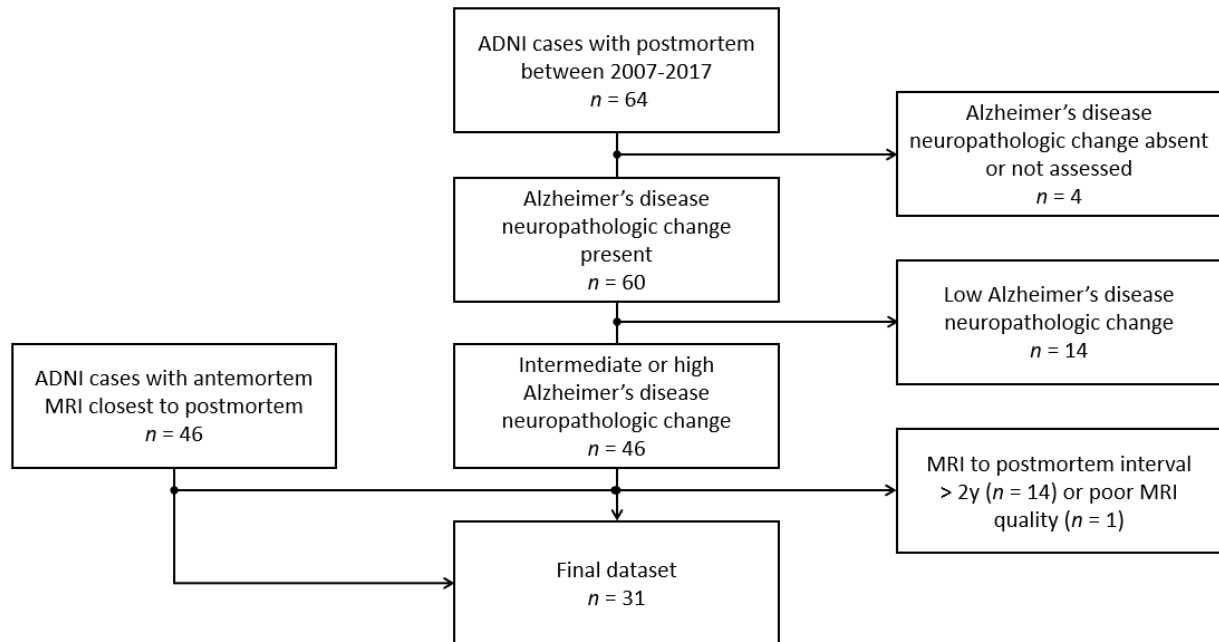 ADNI cases with postmortem
between 2007-2017
n = 64
Alzheimer’s disease
neuropathologic change absent
or not assessed
n = 4
Alzheimer’s disease
neuropathologic change
present
n = 60
Low Alzheimer’s disease
neuropathologic change
n = 14
ADNI cases with antemortem
MRI closest to postmortem
n = 46
Intermediate or high
Alzheimer’s disease
neuropathologic change
n = 46
MRI to postmortem interval
> 2y (n = 14) or poor MRI
quality (n = 1)
Final dataset
n = 31